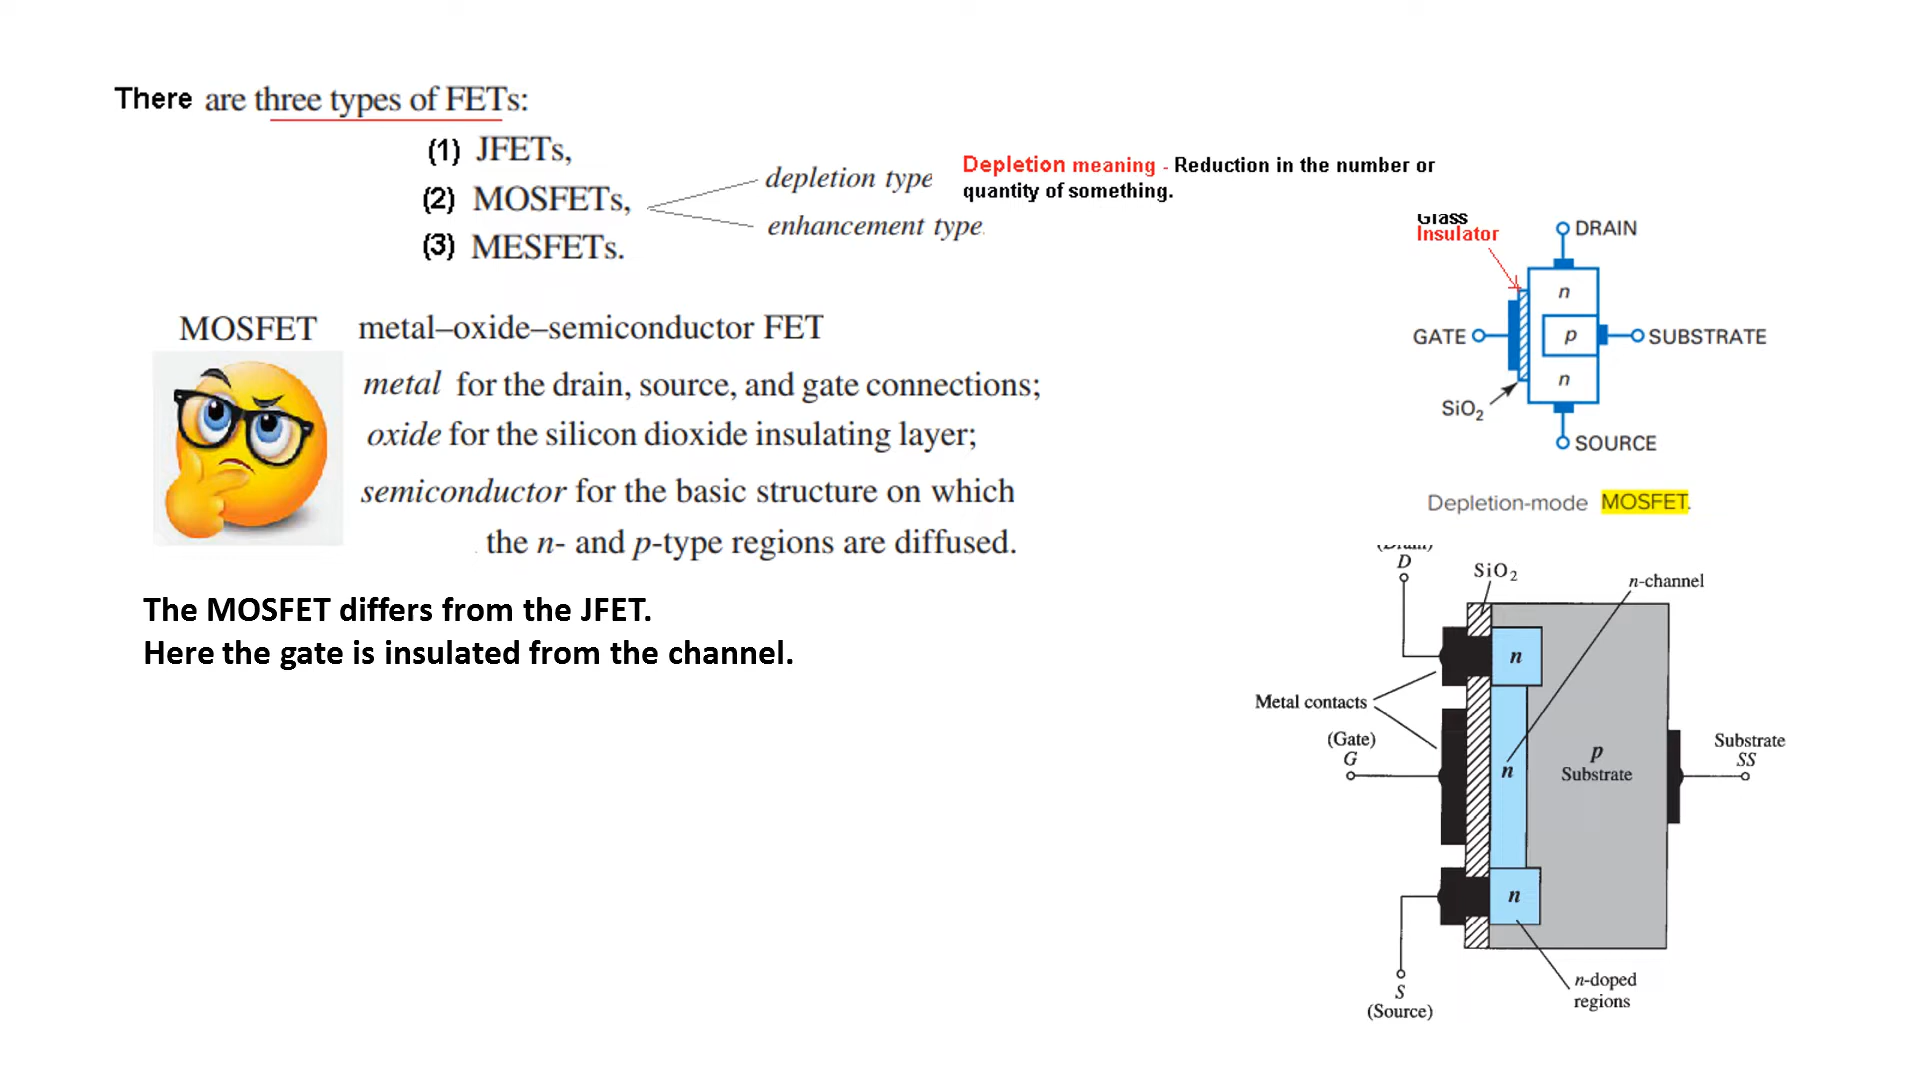 There are three types of FETs:
(1) JFETs,
(2) MOSFETs,
(3) MESFETs.
depletion type
enhancement type
Depletion meaning - Reduction in the number or
quantity of something.
MOSFET metal–oxide–semiconductor FET
metal for the drain, source, and gate connections;
oxide for the silicon dioxide insulating layer;
semiconductor for the basic structure on which
the n- and p-type regions are diffused.
The MOSFET differs from the JFET.
Here the gate is insulated from the channel.
Glass
Insulator
DRAIN
n
GATE
p
SUBSTRATE
n
SiO2
SOURCE
Depletion-mode MOSFET.
(Drain)
D
SiO2
n-channel
n
Metal contacts
(Gate)
G
n
p
Substrate
Substrate
SS
n
S
(Source)
n-doped
regions